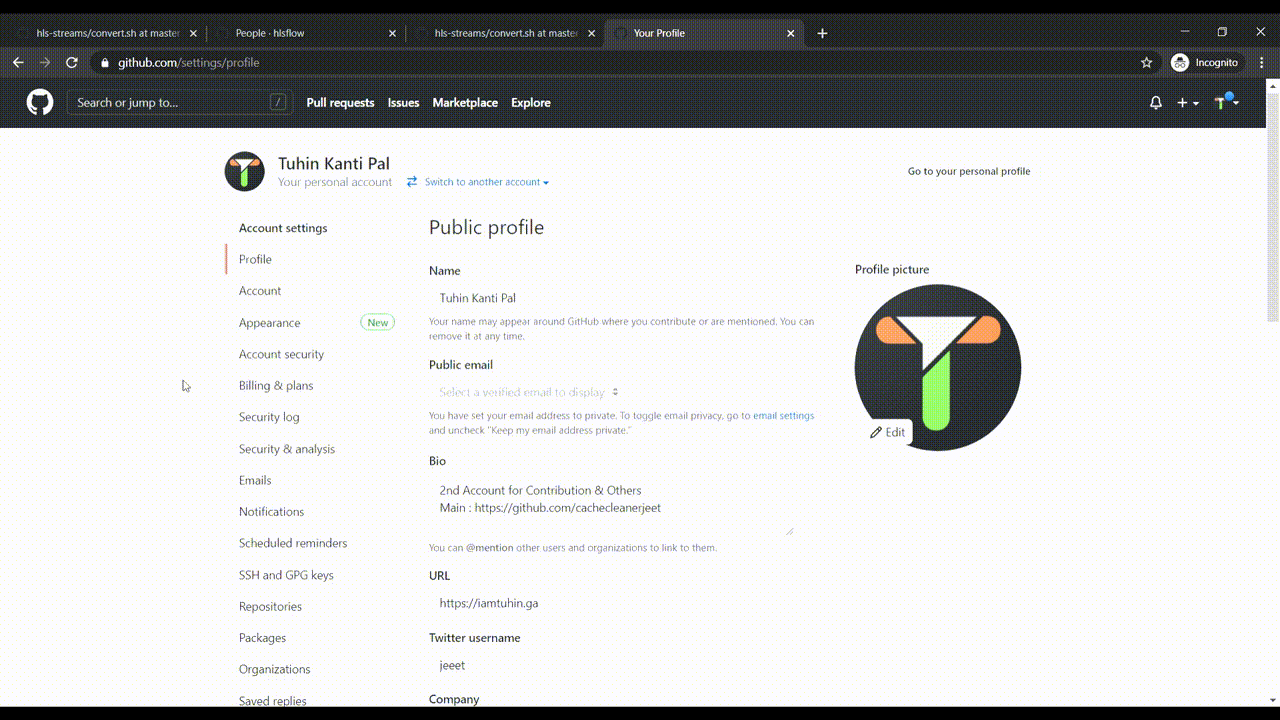 hls-streams/convert.sh at master
People · hlsflow
hls-streams/convert.sh at master
Your Profile
github.com/settings/profile
Incognito
Search or jump to...
/
Pull requests
Issues
Marketplace
Explore
Tuhin Kanti Pal
Your personal account
Switch to another account
Go to your personal profile
Account settings
Profile
Account
Appearance
New
Account security
Billing & plans
Security log
Security & analysis
Emails
Notifications
Scheduled reminders
SSH and GPG keys
Repositories
Packages
Organizations
Saved replies
Public profile
Name
Tuhin Kanti Pal
Your name may appear around GitHub where you contribute or are mentioned. You can
remove it at any time.
Public email
Select a verified email to display
You have set your email address to private. To toggle email privacy, go to email settings
and uncheck "Keep my email address private."
Bio
2nd Account for Contribution & Others
Main : https://github.com/cachecleanerjeet
You can @mention other users and organizations to link to them.
URL
https://iamtuhin.ga
Twitter username
jeeet
Company
Profile picture
Edit